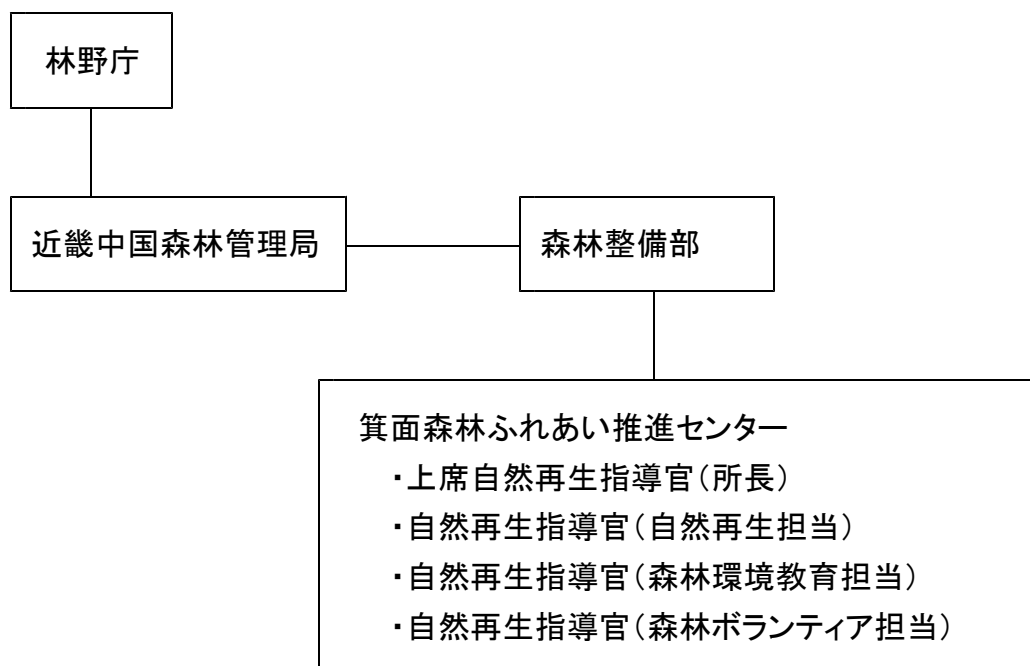 林野庁
近畿中国森林管理局
森林整備部
箕面森林ふれあい推進センター
・上席自然再生指導官(所長)
・自然再生指導官(自然再生担当)
・自然再生指導官(森林環境教育担当)
・自然再生指導官(森林ボランティア担当)